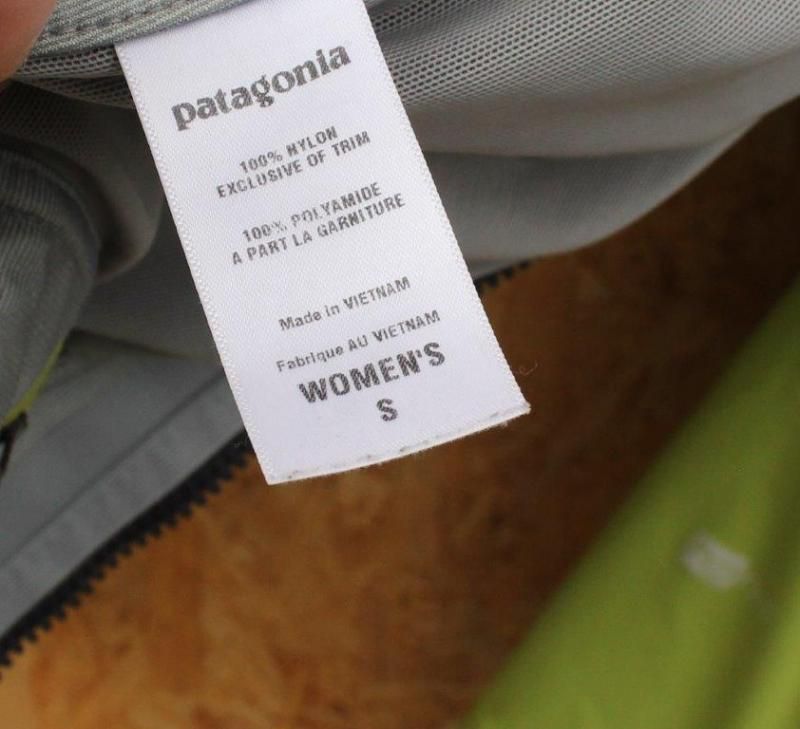 patagonia
100% NYLON
EXCLUSIVE OF TRIM
100% POLYAMIDE
A PART LA GARNITURE
Made in VIETNAM
Fabrique AU VIETNAM
WOMEN'S
S